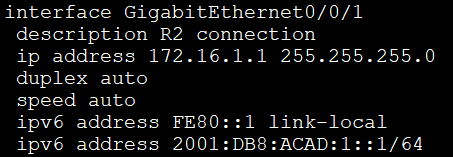 interface GigabitEthernet0/0/1
description R2 connection
ip address 172.16.1.1 255.255.255.0
duplex auto
speed auto
ipv6 address FE80::1 link-local
ipv6 address 2001:DB8:ACAD:1::1/64